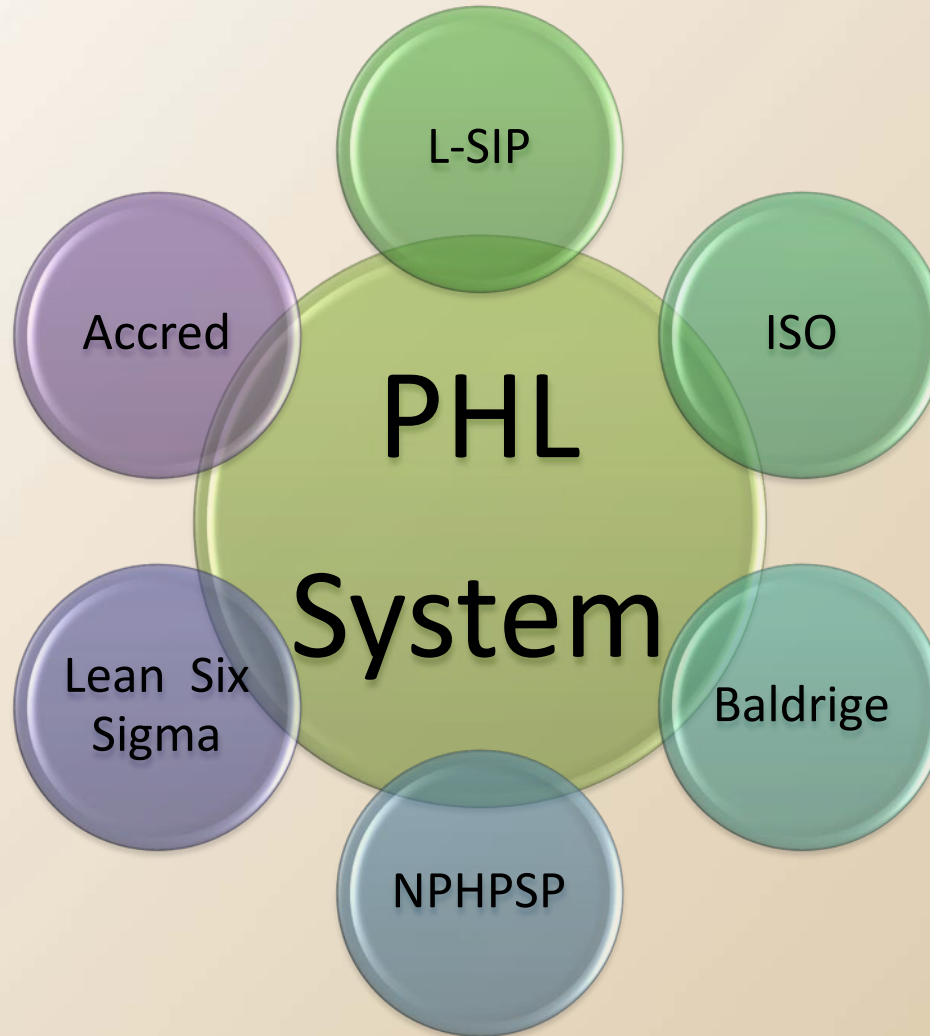 L-SIP
Accred
ISO
PHL
System
Lean Six
Sigma
Baldrige
NPHPSP